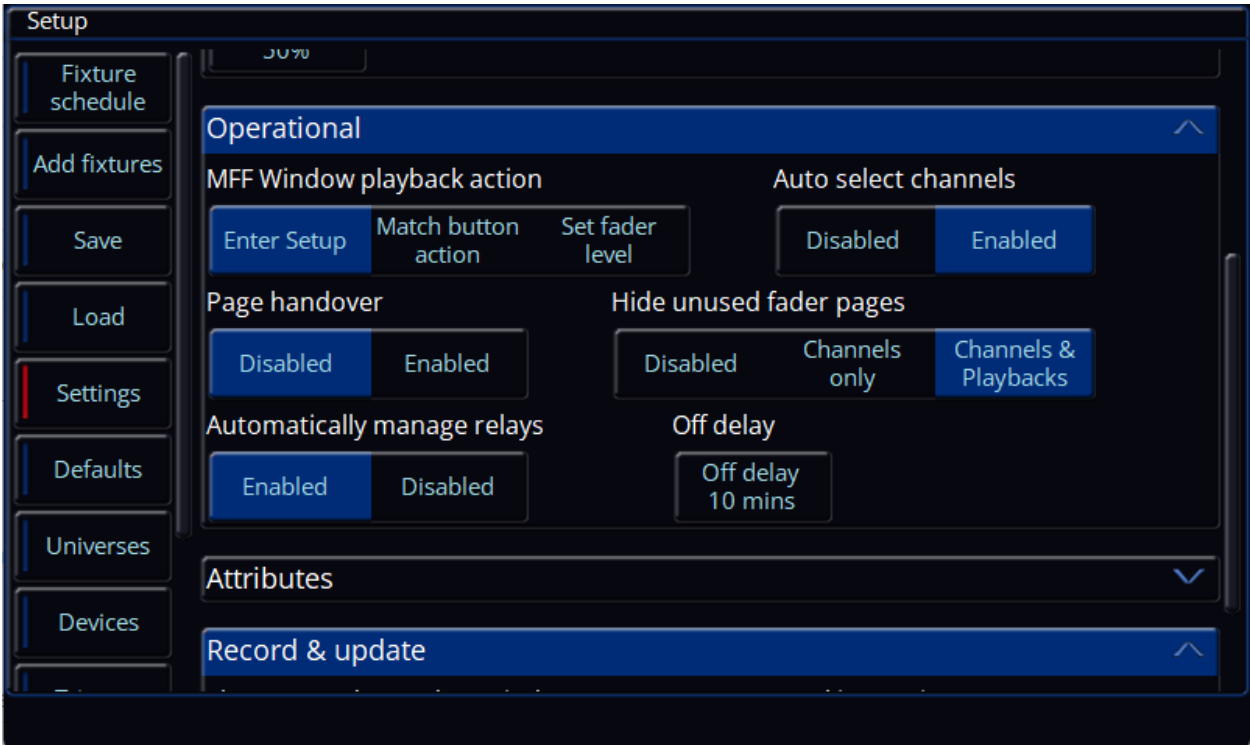 Setup
Fixture
schedule
Add fixtures
Save
Load
Settings
Defaults
Universes
Devices
Operational
MFF Window playback action
Auto select channels
Enter Setup
Match button
action
Set fader
level
Disabled
Enabled
Page handover
Hide unused fader pages
Disabled
Enabled
Disabled
Channels
only
Channels &
Playbacks
Automatically manage relays
Off delay
Enabled
Disabled
Off delay
10 mins
Attributes
Record & update